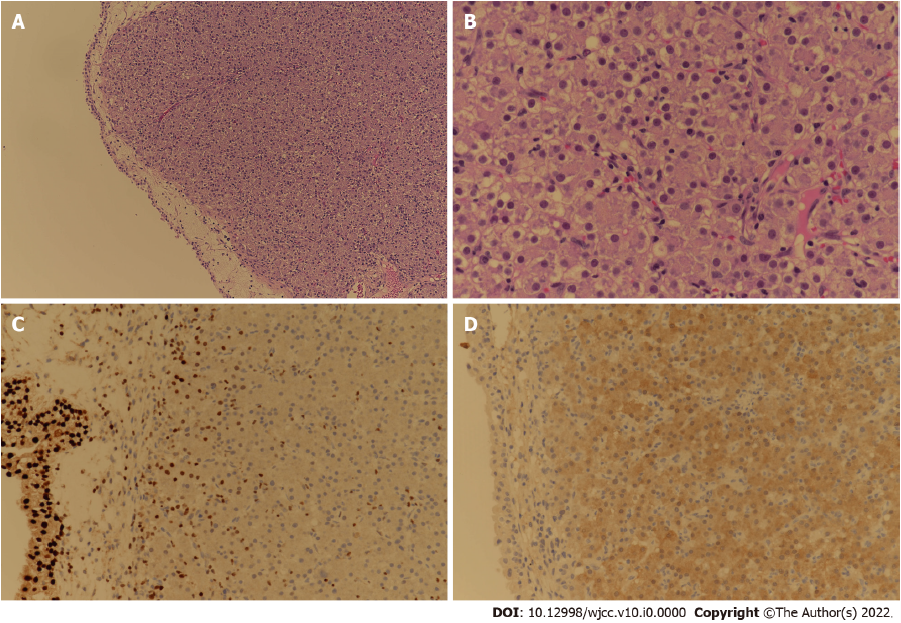 A
B
C
D
DOI: 10.12998/wjcc.v10.i0.0000 Copyright ©The Author(s) 2022.